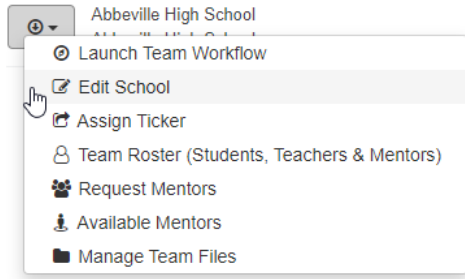 Abbeville High School
Launch Team Workflow
Edit School
Assign Ticker
Team Roster (Students, Teachers & Mentors)
Request Mentors
Available Mentors
Manage Team Files